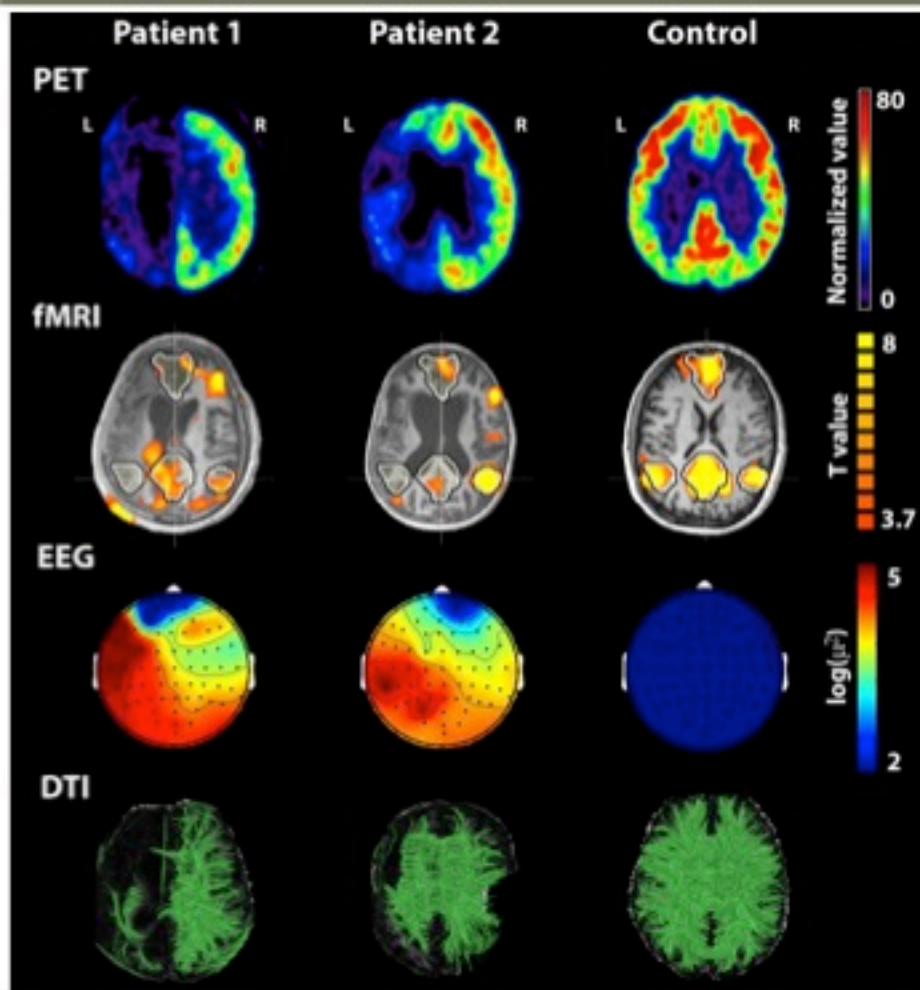 Patient 1 Patient 2 Control
PET
L R L R L R
Normalized value
80
0
fMRI
T value
8
3.7
EEG
log(μ²)
5
2
DTI